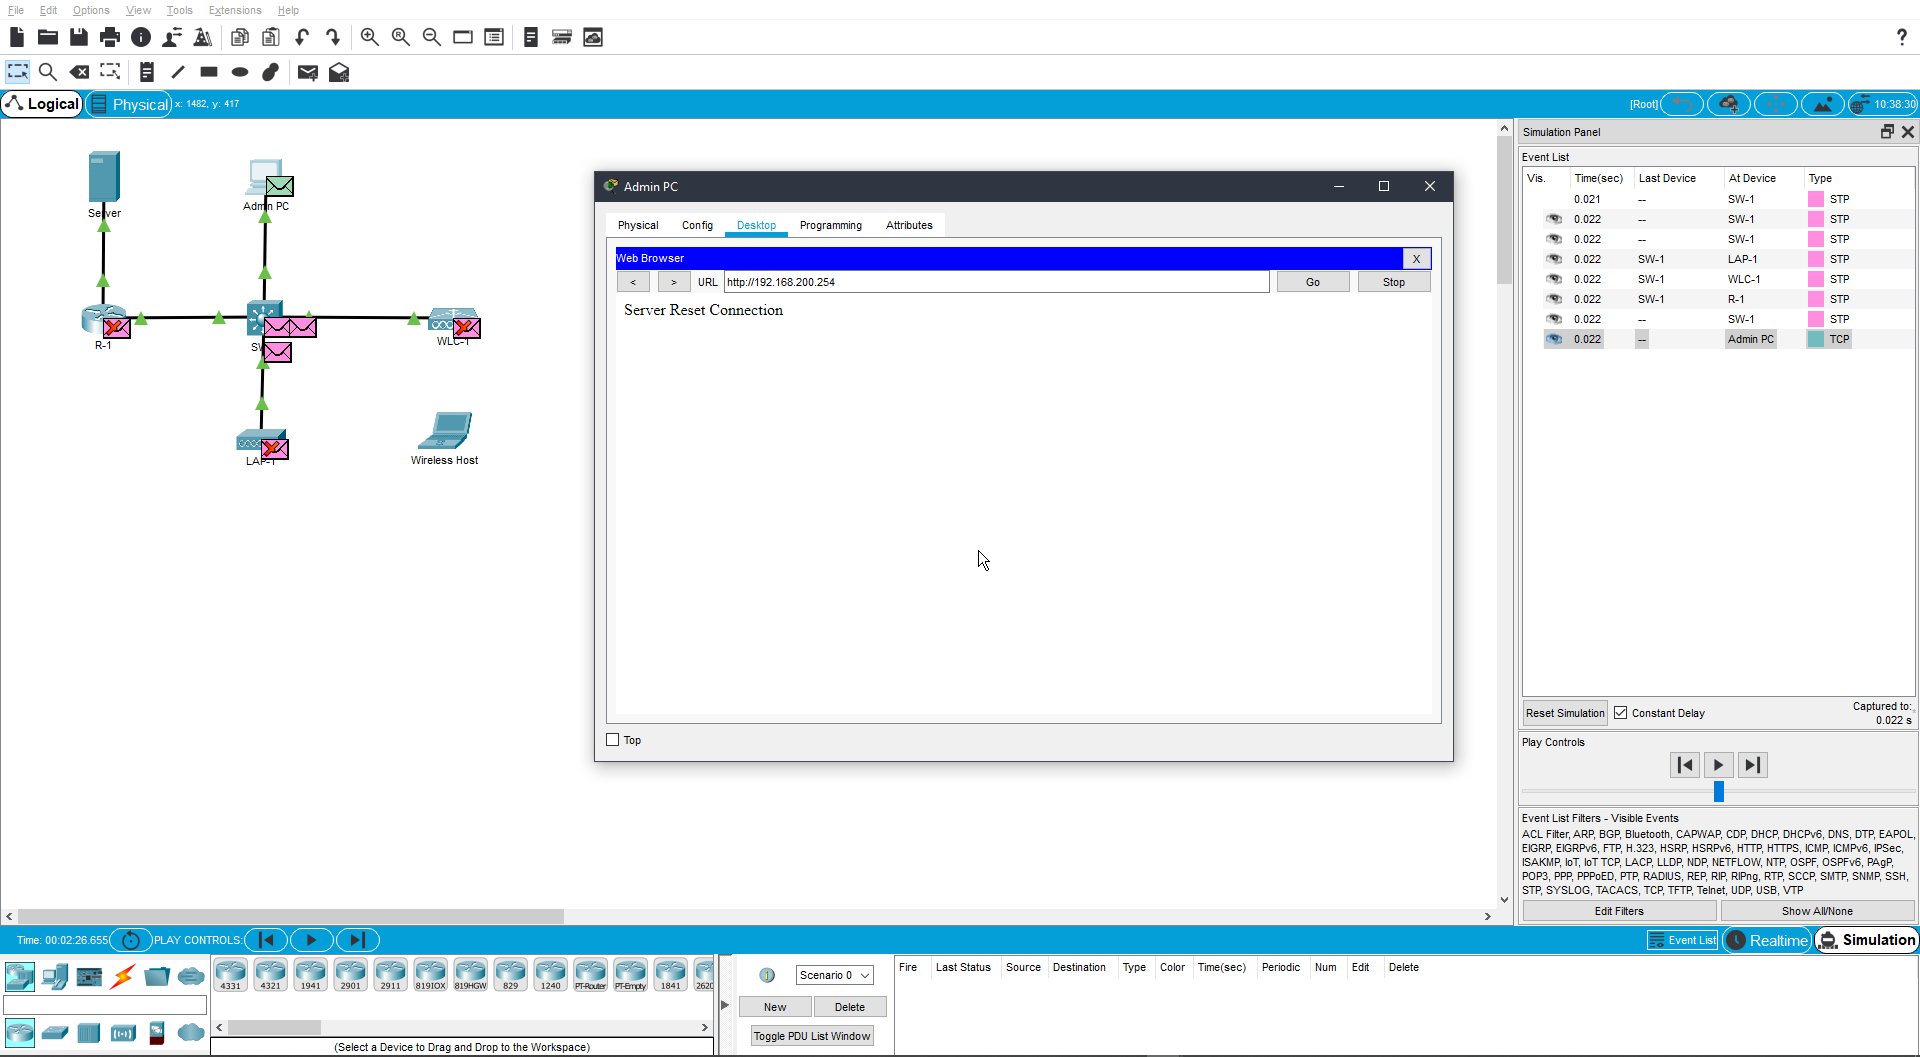 File Edit Options View Tools Extensions Help
?
Logical Physical x: 1482, y: 417 [Root] 10:38:30
Server
Admin PC
R-1
WLC-1
LAP-1
Wireless Host
Admin PC
Physical Config Desktop Programming Attributes
Web Browser X
< > URL http://192.168.200.254 Go Stop
Server Reset Connection
Top
Simulation Panel
Event List
Vis. Time(sec) Last Device At Device Type
0.021 -- SW-1 STP
0.022 -- SW-1 STP
0.022 -- SW-1 STP
0.022 SW-1 LAP-1 STP
0.022 SW-1 WLC-1 STP
0.022 SW-1 R-1 STP
0.022 -- SW-1 STP
0.022 -- Admin PC TCP
Reset Simulation Constant Delay Captured to:
0.022 s
Play Controls
Event List Filters - Visible Events
ACL Filter, ARP, BGP, Bluetooth, CAPWAP, CDP, DHCP, DHCPv6, DNS, DTP, EAPOL,
EIGRP, EIGRPv6, FTP, H.323, HSRP, HSRPv6, HTTP, HTTPS, ICMP, ICMPv6, IPSec,
ISAKMP, IoT, IoT TCP, LACP, LLDP, NDP, NETFLOW, NTP, OSPF, OSPFv6, PAgP,
POP3, PPP, PPPoED, PTP, RADIUS, REP, RIP, RIPng, RTP, SCCP, SMTP, SNMP, SSH,
STP, SYSLOG, TACACS, TCP, TFTP, Telnet, UDP, USB, VTP
Edit Filters Show All/None
Time: 00:02:26.655 PLAY CONTROLS: Event List Realtime Simulation
4331 4321 1941 2901 2911 819IOX 819HGW 829 1240 PT-Router PT-Empty 1841 2620
(Select a Device to Drag and Drop to the Workspace)
Scenario 0
New Delete
Toggle PDU List Window
Fire Last Status Source Destination Type Color Time(sec) Periodic Num Edit Delete